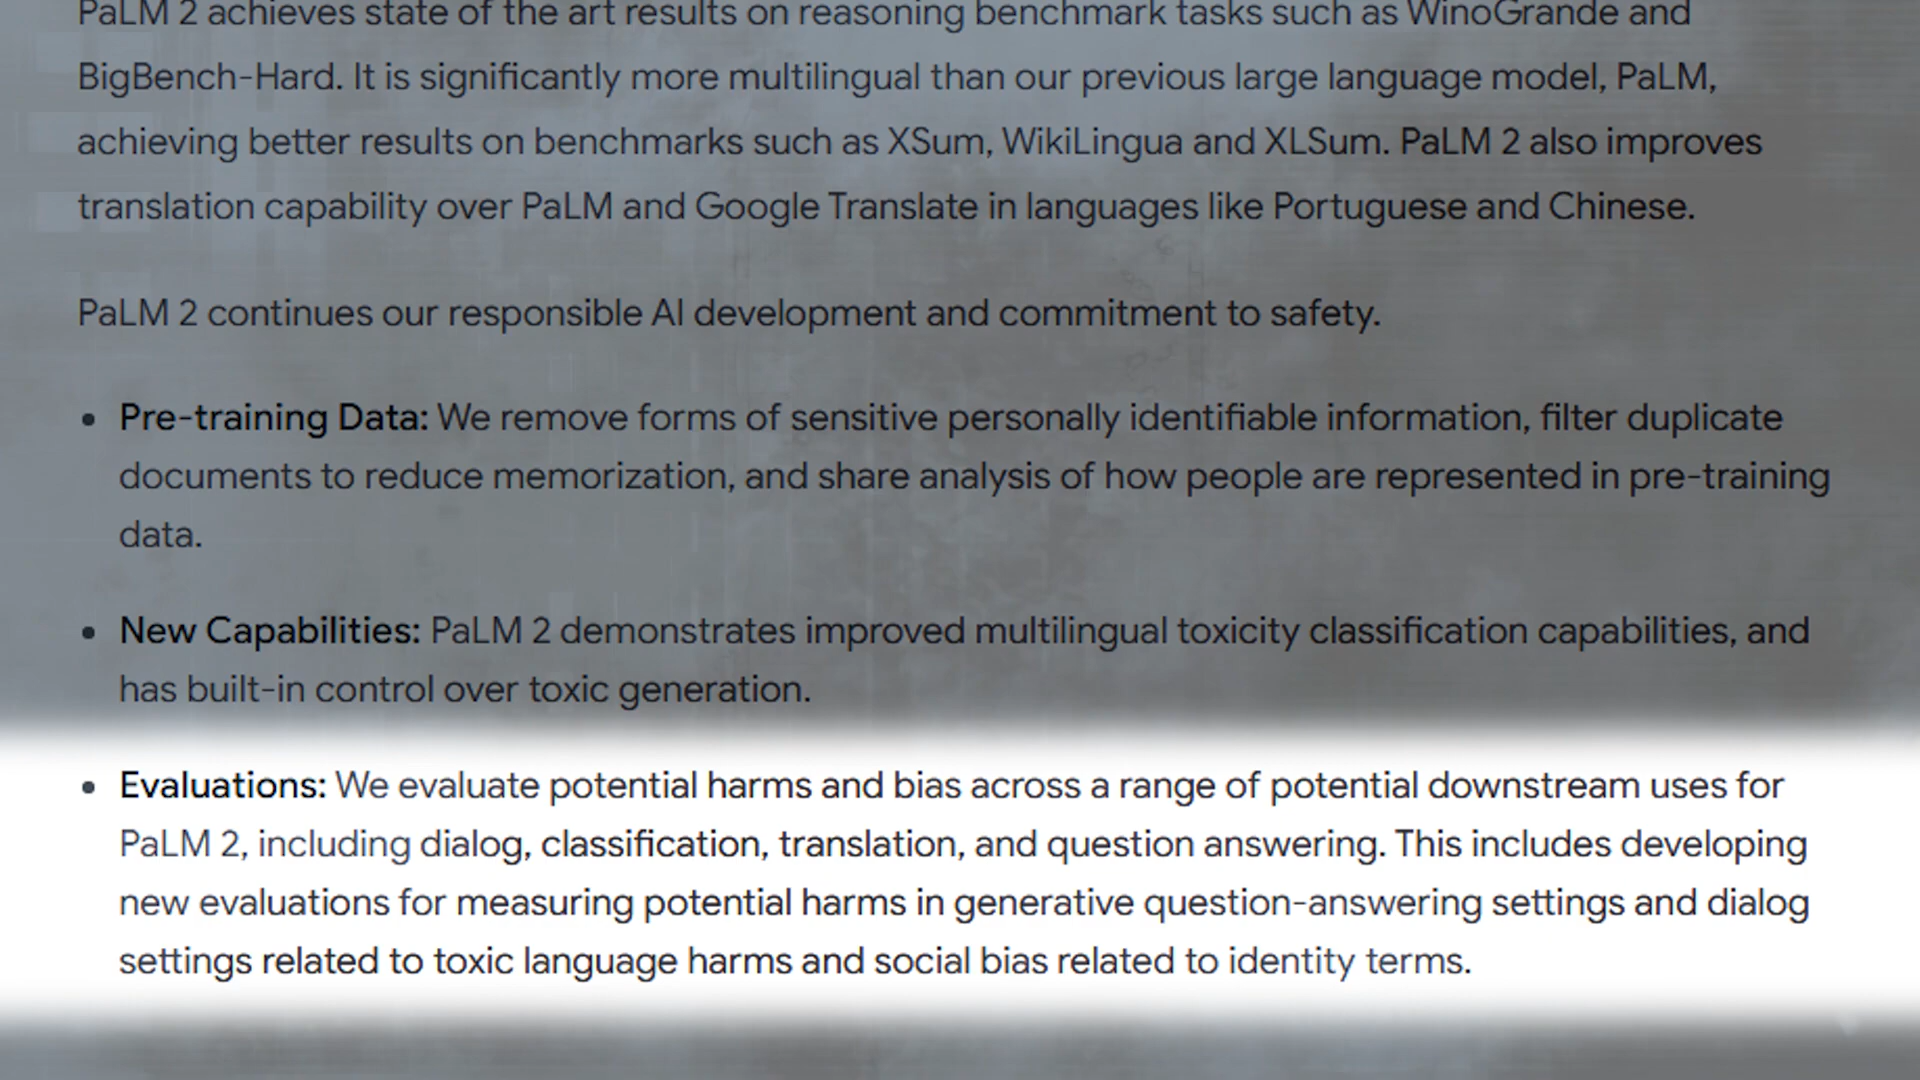 PaLM 2 achieves state of the art results on reasoning benchmark tasks such as WinoGrande and
BigBench-Hard. It is significantly more multilingual than our previous large language model, PaLM,
achieving better results on benchmarks such as XSum, WikiLingua and XLSum. PaLM 2 also improves
translation capability over PaLM and Google Translate in languages like Portuguese and Chinese.
PaLM 2 continues our responsible AI development and commitment to safety.
• Pre-training Data: We remove forms of sensitive personally identifiable information, filter duplicate
documents to reduce memorization, and share analysis of how people are represented in pre-training
data.
• New Capabilities: PaLM 2 demonstrates improved multilingual toxicity classification capabilities, and
has built-in control over toxic generation.
• Evaluations: We evaluate potential harms and bias across a range of potential downstream uses for
PaLM 2, including dialog, classification, translation, and question answering. This includes developing
new evaluations for measuring potential harms in generative question-answering settings and dialog
settings related to toxic language harms and social bias related to identity terms.